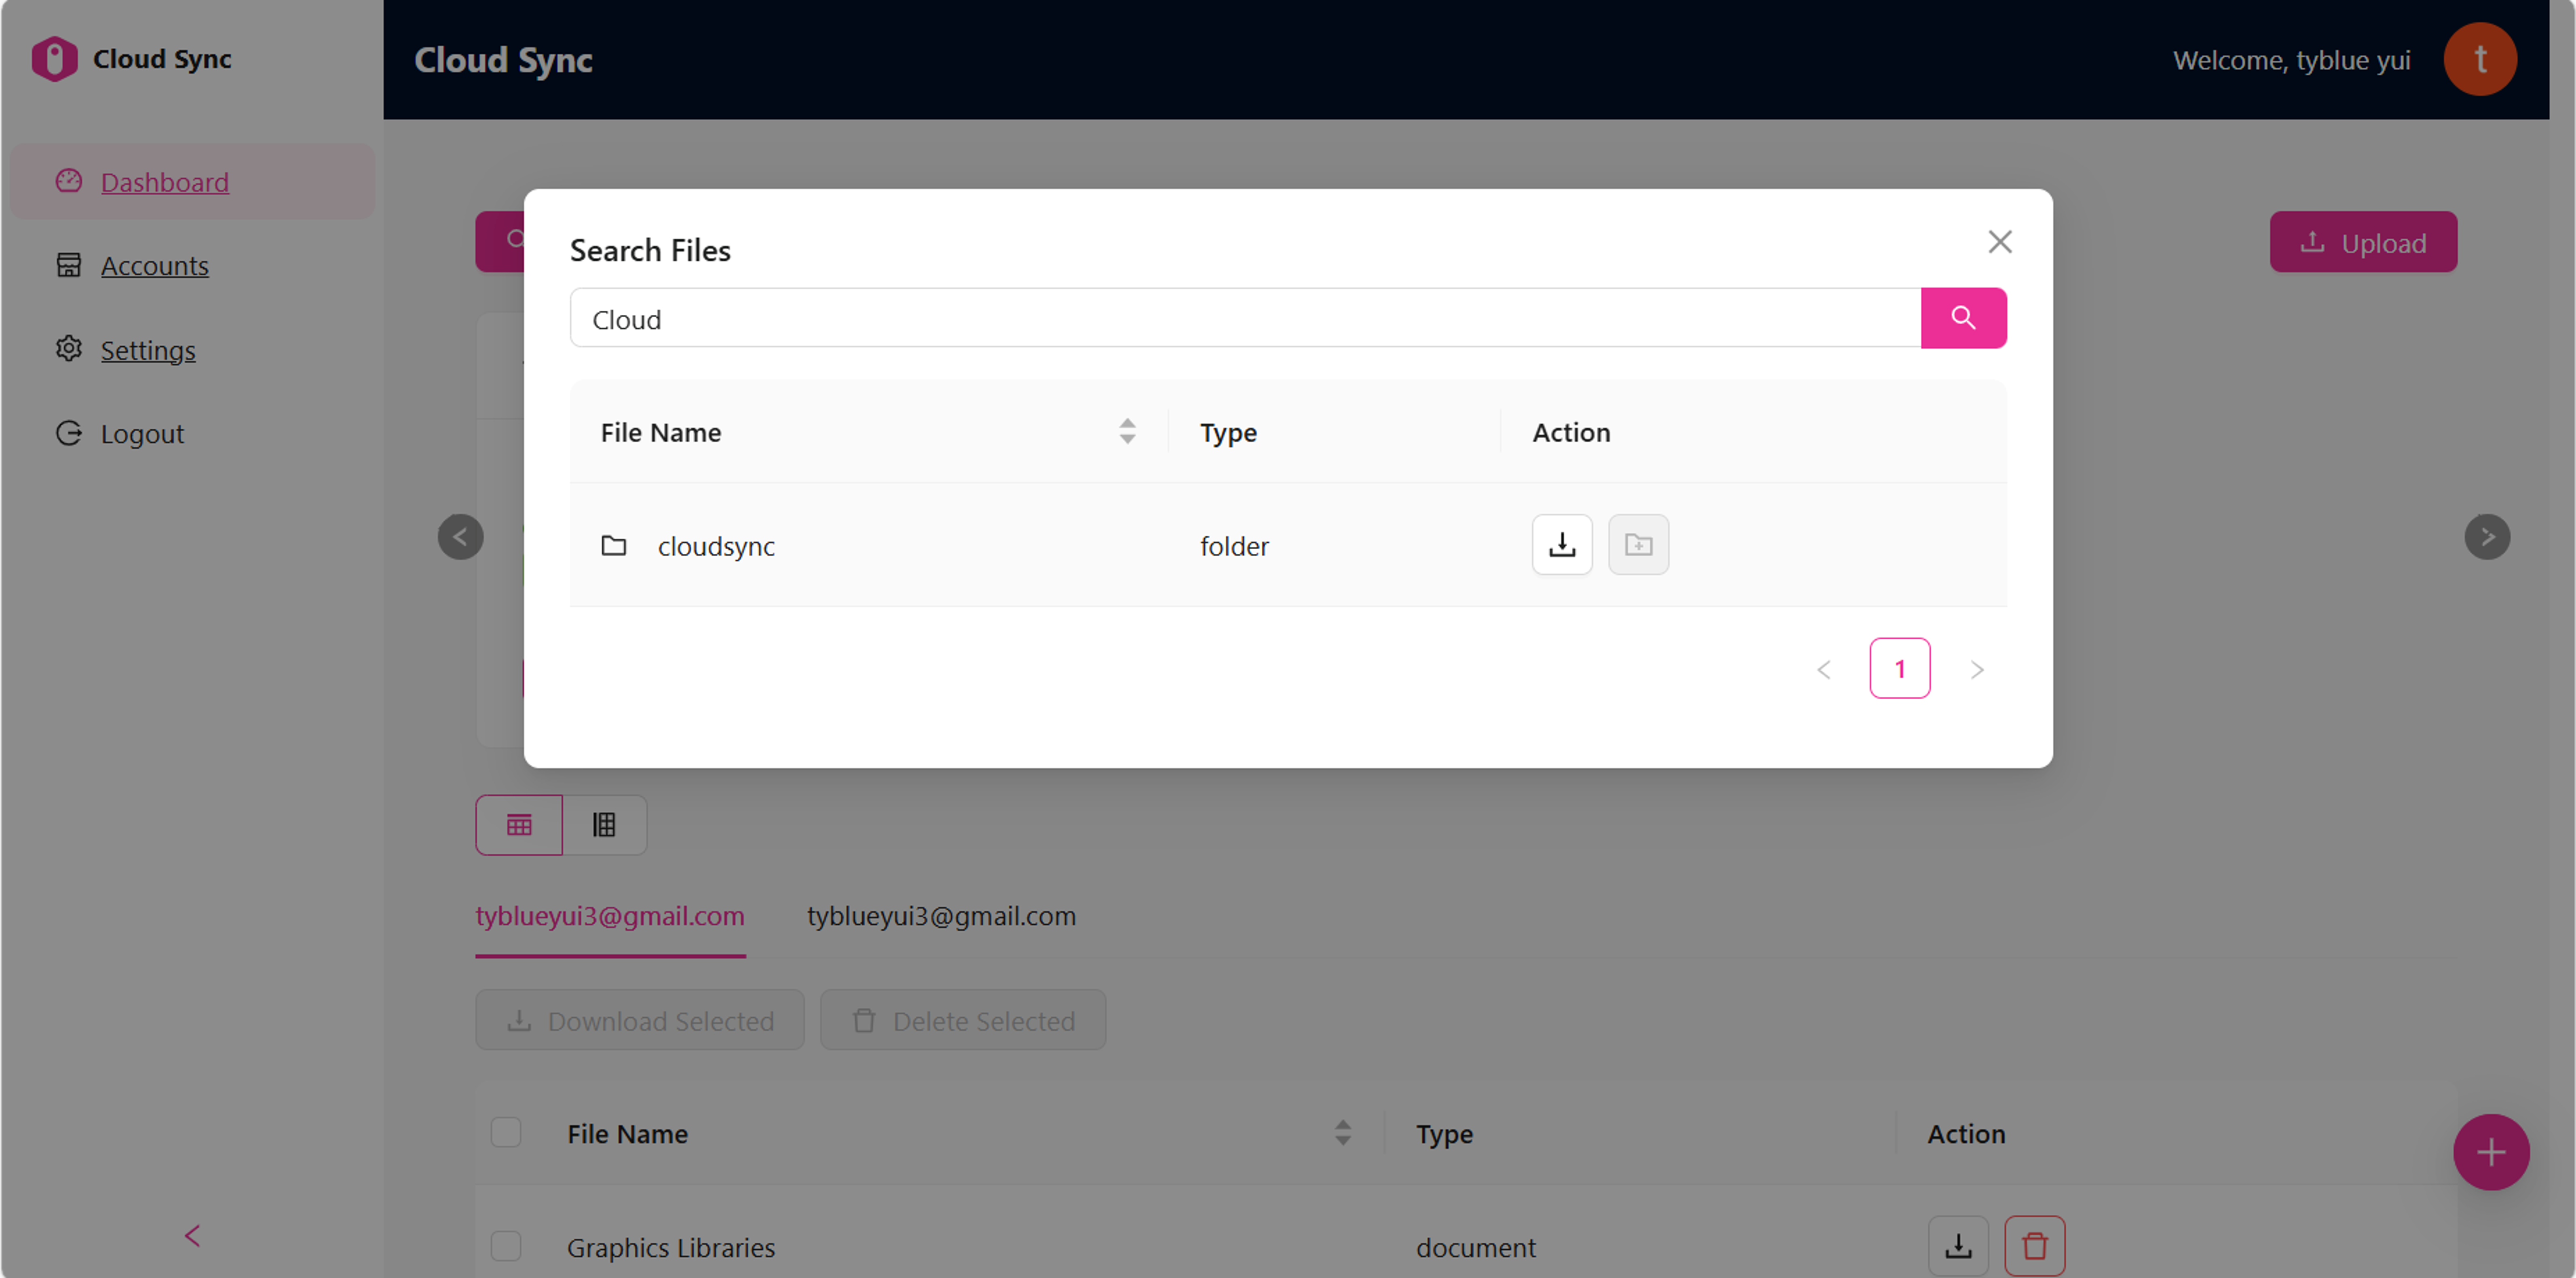 Cloud Sync
Cloud Sync
Welcome, tyblue yui
t
Dashboard
Accounts
Settings
Logout
Upload
Search Files
Cloud
File Name
Type
Action
cloudsync
folder
1
tyblueyui3@gmail.com
tyblueyui3@gmail.com
Download Selected
Delete Selected
File Name
Type
Action
Graphics Libraries
document